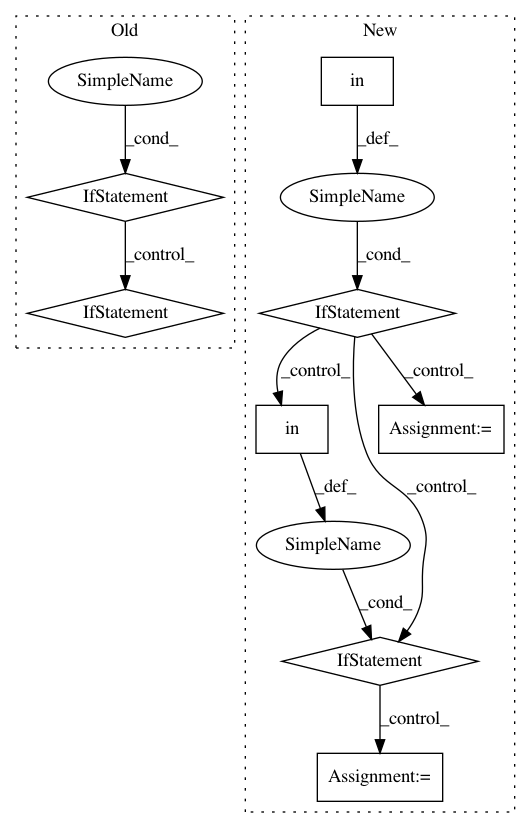 Old
New
SimpleName
in
_cond_
_def_
IfStatement
SimpleName
_control_
_cond_
IfStatement
IfStatement
_control_
_control_
in
Assignment:=
_def_
_control_
SimpleName
_cond_
IfStatement
_control_
Assignment:=